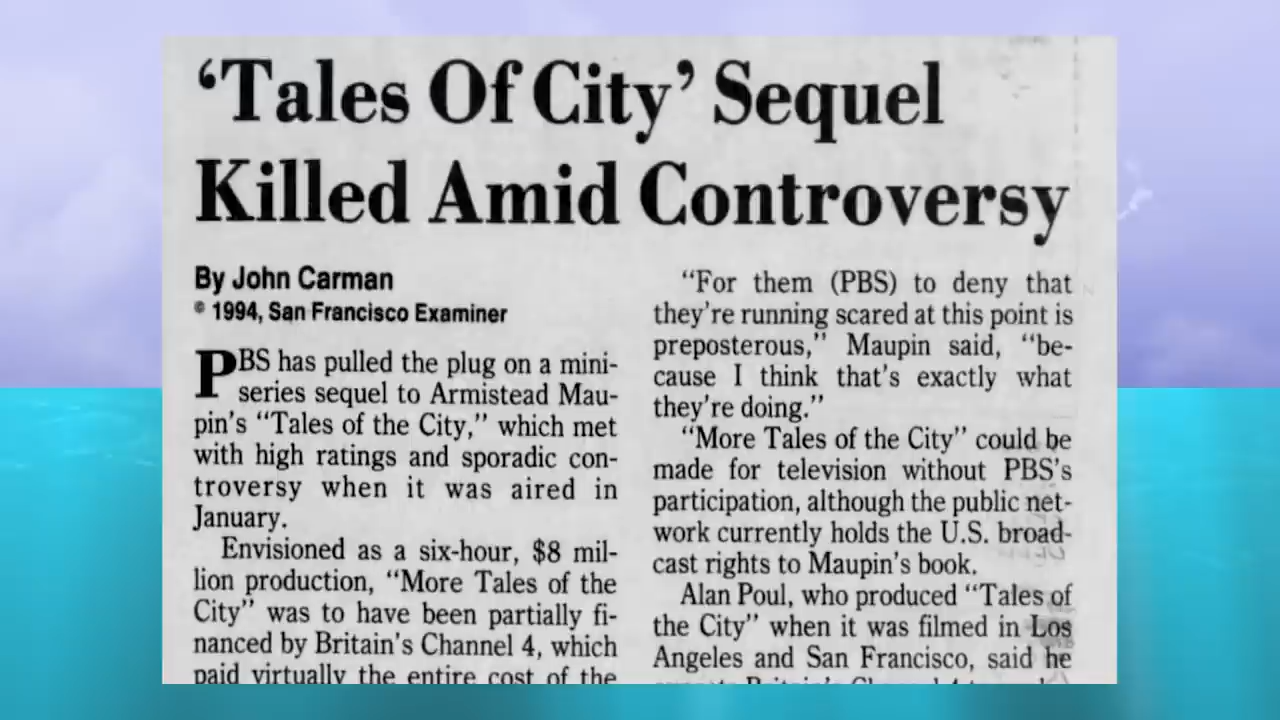 ‘Tales Of City’ Sequel
Killed Amid Controversy
By John Carman
© 1994, San Francisco Examiner
PBS has pulled the plug on a mini-
series sequel to Armistead Mau-
pin’s “Tales of the City,” which met
with high ratings and sporadic con-
troversy when it was aired in
January.
Envisioned as a six-hour, $8 mil-
lion production, “More Tales of the
City” was to have been partially fi-
nanced by Britain’s Channel 4, which
paid virtually the entire cost of the
“For them (PBS) to deny that
they’re running scared at this point is
preposterous,” Maupin said, “be-
cause I think that’s exactly what
they’re doing.”
“More Tales of the City” could be
made for television without PBS’s
participation, although the public net-
work currently holds the U.S. broad-
cast rights to Maupin’s book.
Alan Poul, who produced “Tales of
the City” when it was filmed in Los
Angeles and San Francisco, said he